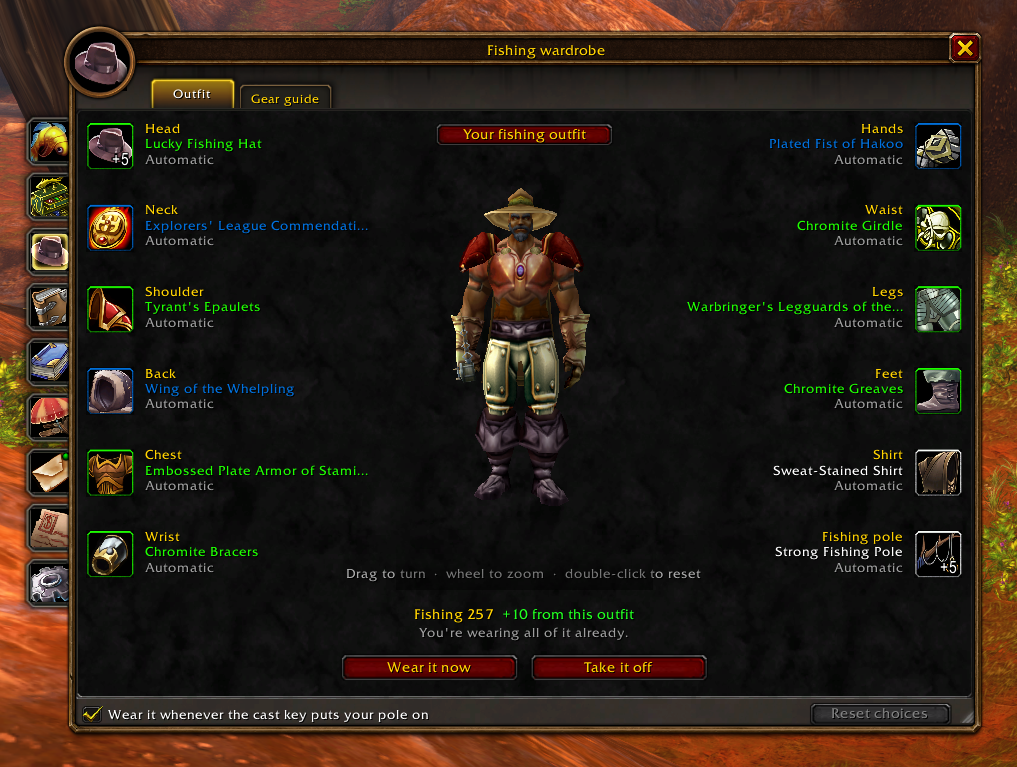 Fishing wardrobe
Outfit
Gear guide
Your fishing outfit
Head
Lucky Fishing Hat
Automatic
+5
Neck
Explorers' League Commendati...
Automatic
Shoulder
Tyrant's Epaulets
Automatic
Back
Wing of the Whelpling
Automatic
Chest
Embossed Plate Armor of Stami...
Automatic
Wrist
Chromite Bracers
Automatic
Hands
Plated Fist of Hakoo
Automatic
Waist
Chromite Girdle
Automatic
Legs
Warbringer's Legguards of the...
Automatic
Feet
Chromite Greaves
Automatic
Shirt
Sweat-Stained Shirt
Automatic
Fishing pole
Strong Fishing Pole
Automatic
+5
Drag to turn · wheel to zoom · double-click to reset
Fishing 257 +10 from this outfit
You're wearing all of it already.
Wear it now
Take it off
Wear it whenever the cast key puts your pole on
Reset choices